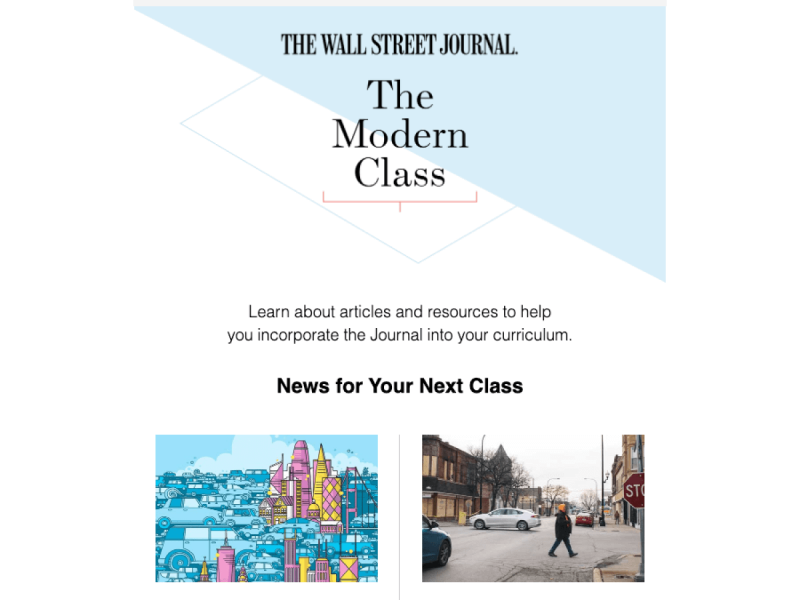 THE WALL STREET JOURNAL.
The
Modern
Class
Learn about articles and resources to help
you incorporate the Journal into your curriculum.
News for Your Next Class